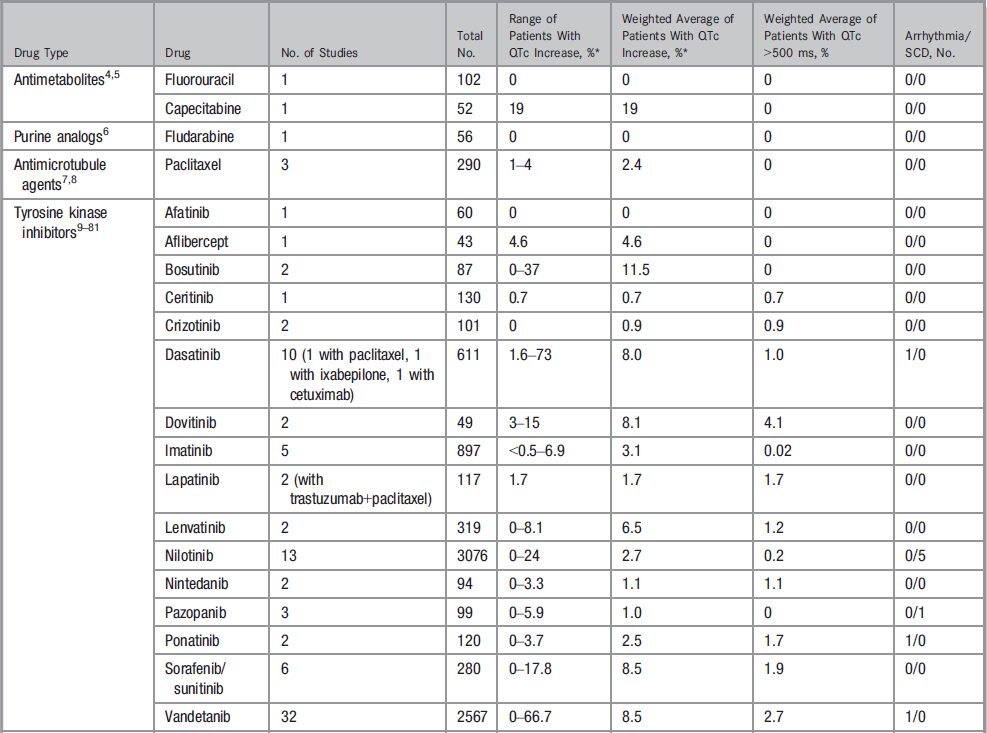 Drug Type | Drug | No. of Studies | Total No. | Range of Patients With QTc Increase, %* | Weighted Average of Patients With QTc Increase, %* | Weighted Average of Patients With QTc >500 ms, % | Arrhythmia/ SCD, No.
Antimetabolites4,5 | Fluorouracil | 1 | 102 | 0 | 0 | 0 | 0/0
Capecitabine | 1 | 52 | 19 | 19 | 0 | 0/0
Purine analogs6 | Fludarabine | 1 | 56 | 0 | 0 | 0 | 0/0
Antimicrotubule agents7,8 | Paclitaxel | 3 | 290 | 1–4 | 2.4 | 0 | 0/0
Tyrosine kinase inhibitors9–81 | Afatinib | 1 | 60 | 0 | 0 | 0 | 0/0
Aflibercept | 1 | 43 | 4.6 | 4.6 | 0 | 0/0
Bosutinib | 2 | 87 | 0–37 | 11.5 | 0 | 0/0
Ceritinib | 1 | 130 | 0.7 | 0.7 | 0.7 | 0/0
Crizotinib | 2 | 101 | 0 | 0.9 | 0.9 | 0/0
Dasatinib | 10 (1 with paclitaxel, 1 with ixabepilone, 1 with cetuximab) | 611 | 1.6–73 | 8.0 | 1.0 | 1/0
Dovitinib | 2 | 49 | 3–15 | 8.1 | 4.1 | 0/0
Imatinib | 5 | 897 | <0.5–6.9 | 3.1 | 0.02 | 0/0
Lapatinib | 2 (with trastuzumab+paclitaxel) | 117 | 1.7 | 1.7 | 1.7 | 0/0
Lenvatinib | 2 | 319 | 0–8.1 | 6.5 | 1.2 | 0/0
Nilotinib | 13 | 3076 | 0–24 | 2.7 | 0.2 | 0/5
Nintedanib | 2 | 94 | 0–3.3 | 1.1 | 1.1 | 0/0
Pazopanib | 3 | 99 | 0–5.9 | 1.0 | 0 | 0/1
Ponatinib | 2 | 120 | 0–3.7 | 2.5 | 1.7 | 1/0
Sorafenib/ sunitinib | 6 | 280 | 0–17.8 | 8.5 | 1.9 | 0/0
Vandetanib | 32 | 2567 | 0–66.7 | 8.5 | 2.7 | 1/0